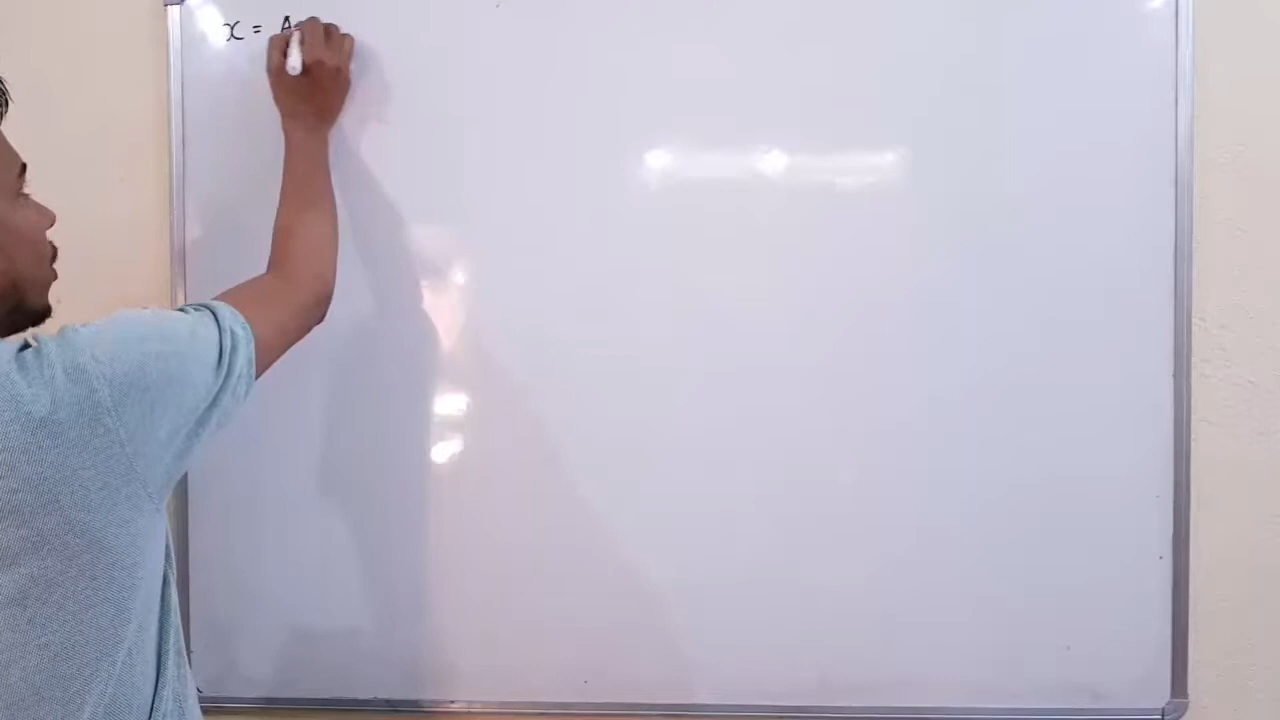 x = A